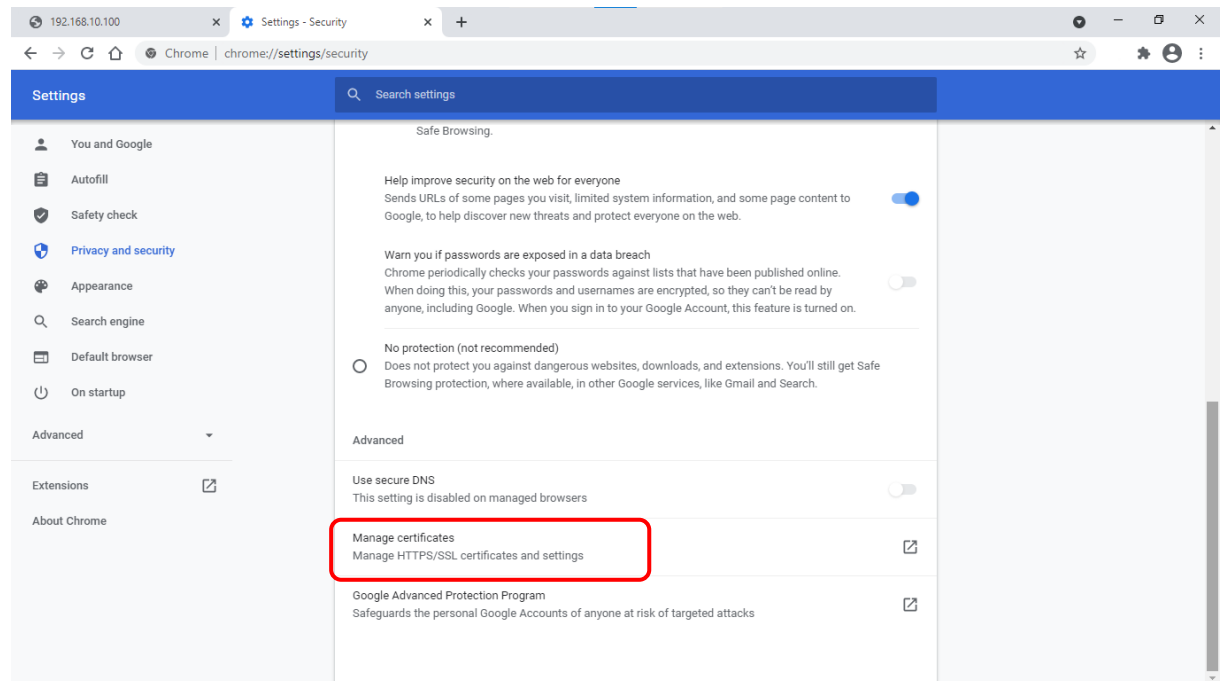 192.168.10.100
Settings - Security
Chrome | chrome://settings/security
Settings
Search settings
You and Google
Autofill
Safety check
Privacy and security
Appearance
Search engine
Default browser
On startup
Advanced
Extensions
About Chrome
Safe Browsing.
Help improve security on the web for everyone
Sends URLs of some pages you visit, limited system information, and some page content to
Google, to help discover new threats and protect everyone on the web.
Warn you if passwords are exposed in a data breach
Chrome periodically checks your passwords against lists that have been published online.
When doing this, your passwords and usernames are encrypted, so they can't be read by
anyone, including Google. When you sign in to your Google Account, this feature is turned on.
No protection (not recommended)
Does not protect you against dangerous websites, downloads, and extensions. You'll still get Safe
Browsing protection, where available, in other Google services, like Gmail and Search.
Advanced
Use secure DNS
This setting is disabled on managed browsers
Manage certificates
Manage HTTPS/SSL certificates and settings
Google Advanced Protection Program
Safeguards the personal Google Accounts of anyone at risk of targeted attacks